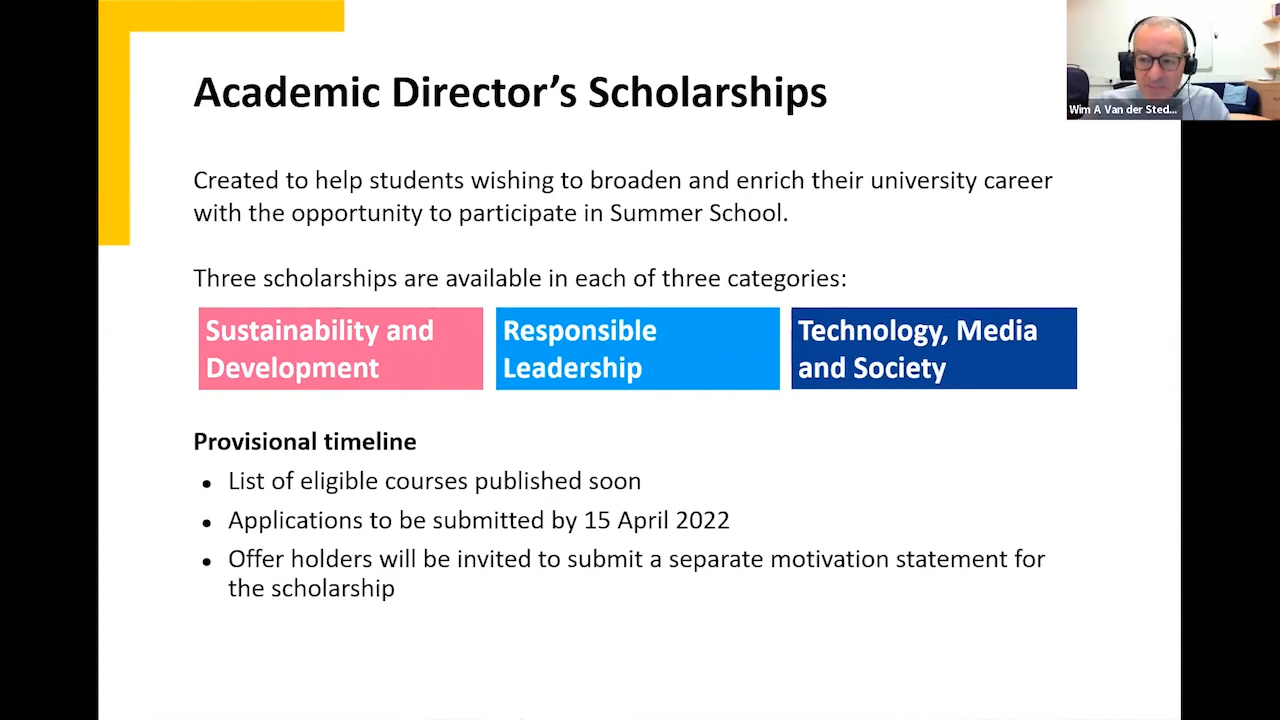 Academic Director’s Scholarships
Wim A Van der Sted...
Created to help students wishing to broaden and enrich their university career
with the opportunity to participate in Summer School.
Three scholarships are available in each of three categories:
Sustainability and
Development
Responsible
Leadership
Technology, Media
and Society
Provisional timeline
• List of eligible courses published soon
• Applications to be submitted by 15 April 2022
• Offer holders will be invited to submit a separate motivation statement for
the scholarship